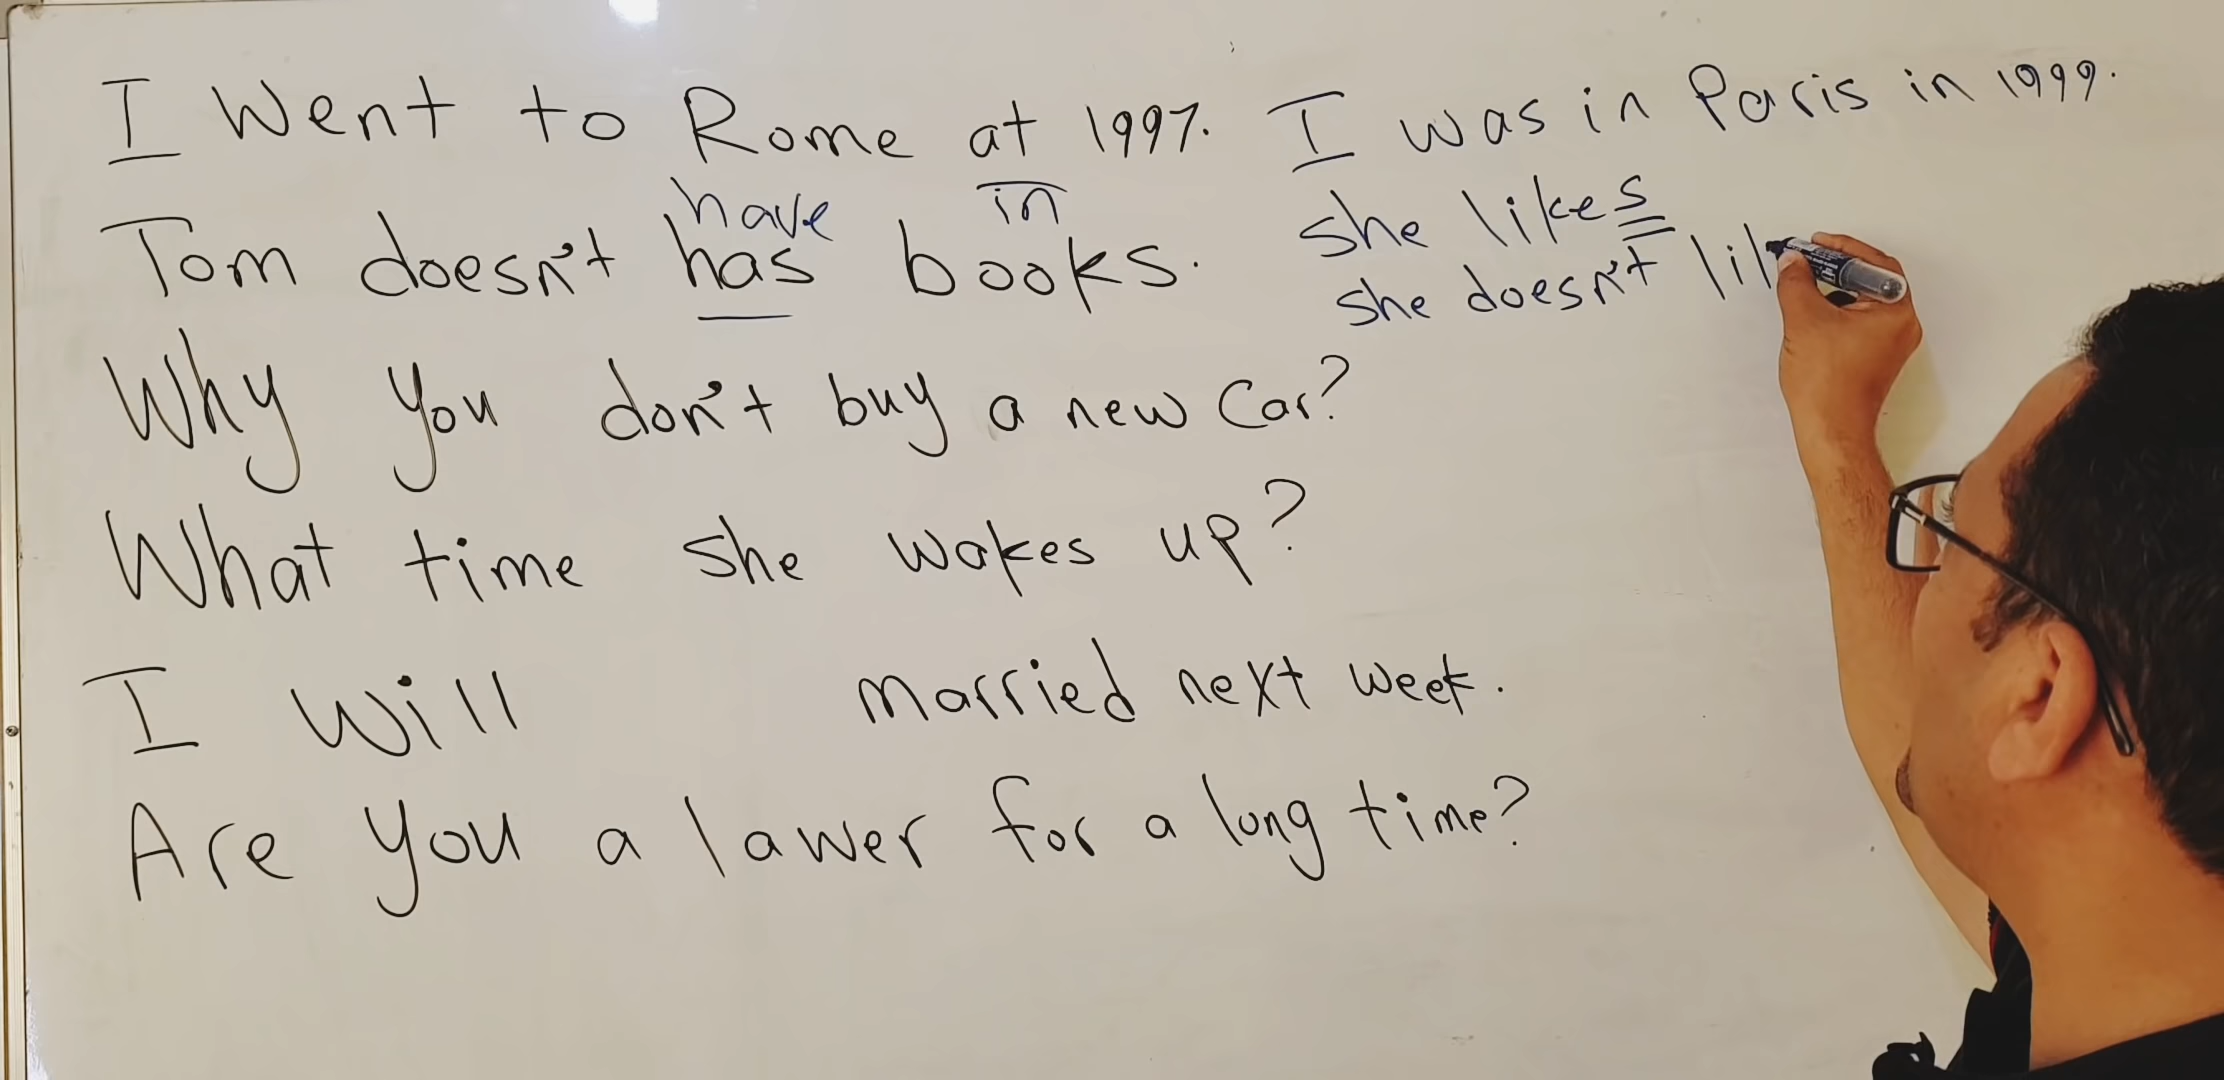 I Went to Rome at 1997. I was in Paris in 1999.
have in she likes
Tom doesn't has books. she doesn't lik
Why you don't buy a new Car?
What time she wakes up?
I will married next week.
Are you a lawer for a long time?